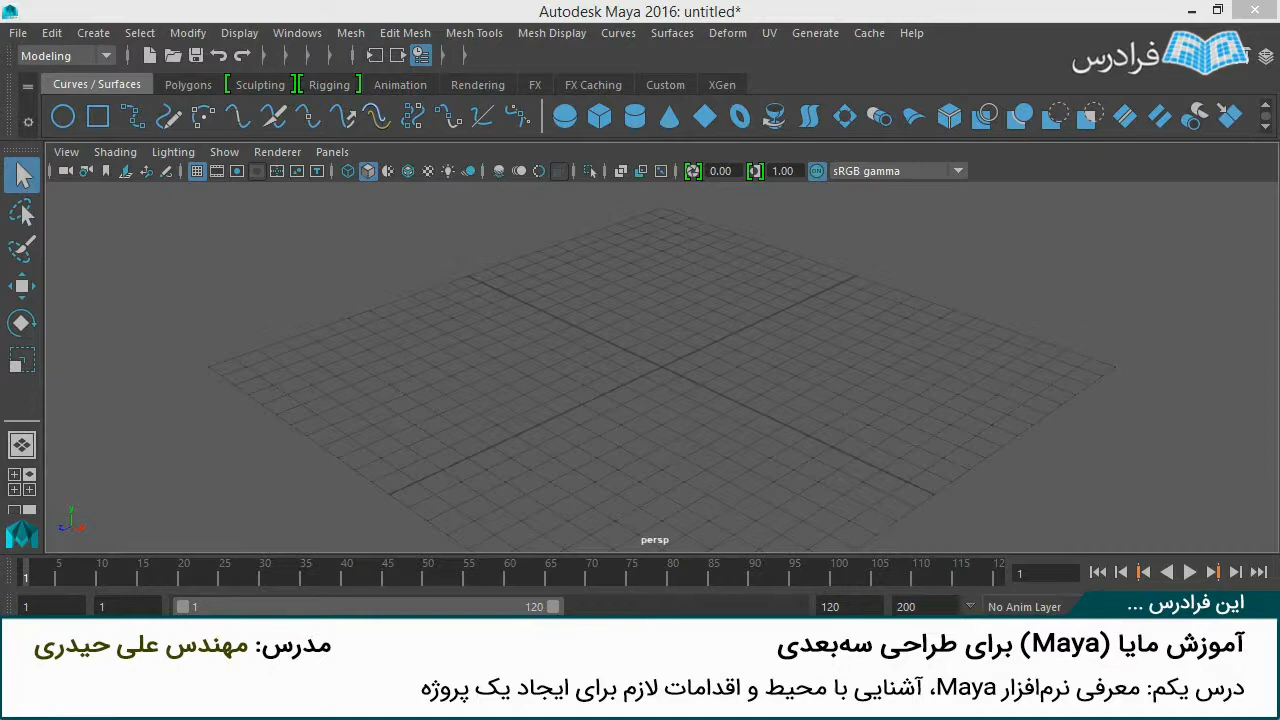 Autodesk Maya 2016: untitled*
File Edit Create Select Modify Display Windows Mesh Edit Mesh Mesh Tools Mesh Display Curves Surfaces Deform UV Generate Cache Help
Modeling
فرادرس
Curves / Surfaces Polygons Sculpting Rigging Animation Rendering FX FX Caching Custom XGen
View Shading Lighting Show Renderer Panels
0.00 1.00 ON sRGB gamma
y
z x
persp
5 10 15 20 25 30 35 40 45 50 55 60 65 70 75 80 85 90 95 100 105 110 115 12
1 1
1 1 1 120 120 200 No Anim Layer
این فرادرس ...
آموزش مایا (Maya) برای طراحی سه‌بعدی
مدرس: مهندس علی حیدری
درس یکم: معرفی نرم‌افزار Maya، آشنایی با محیط و اقدامات لازم برای ایجاد یک پروژه